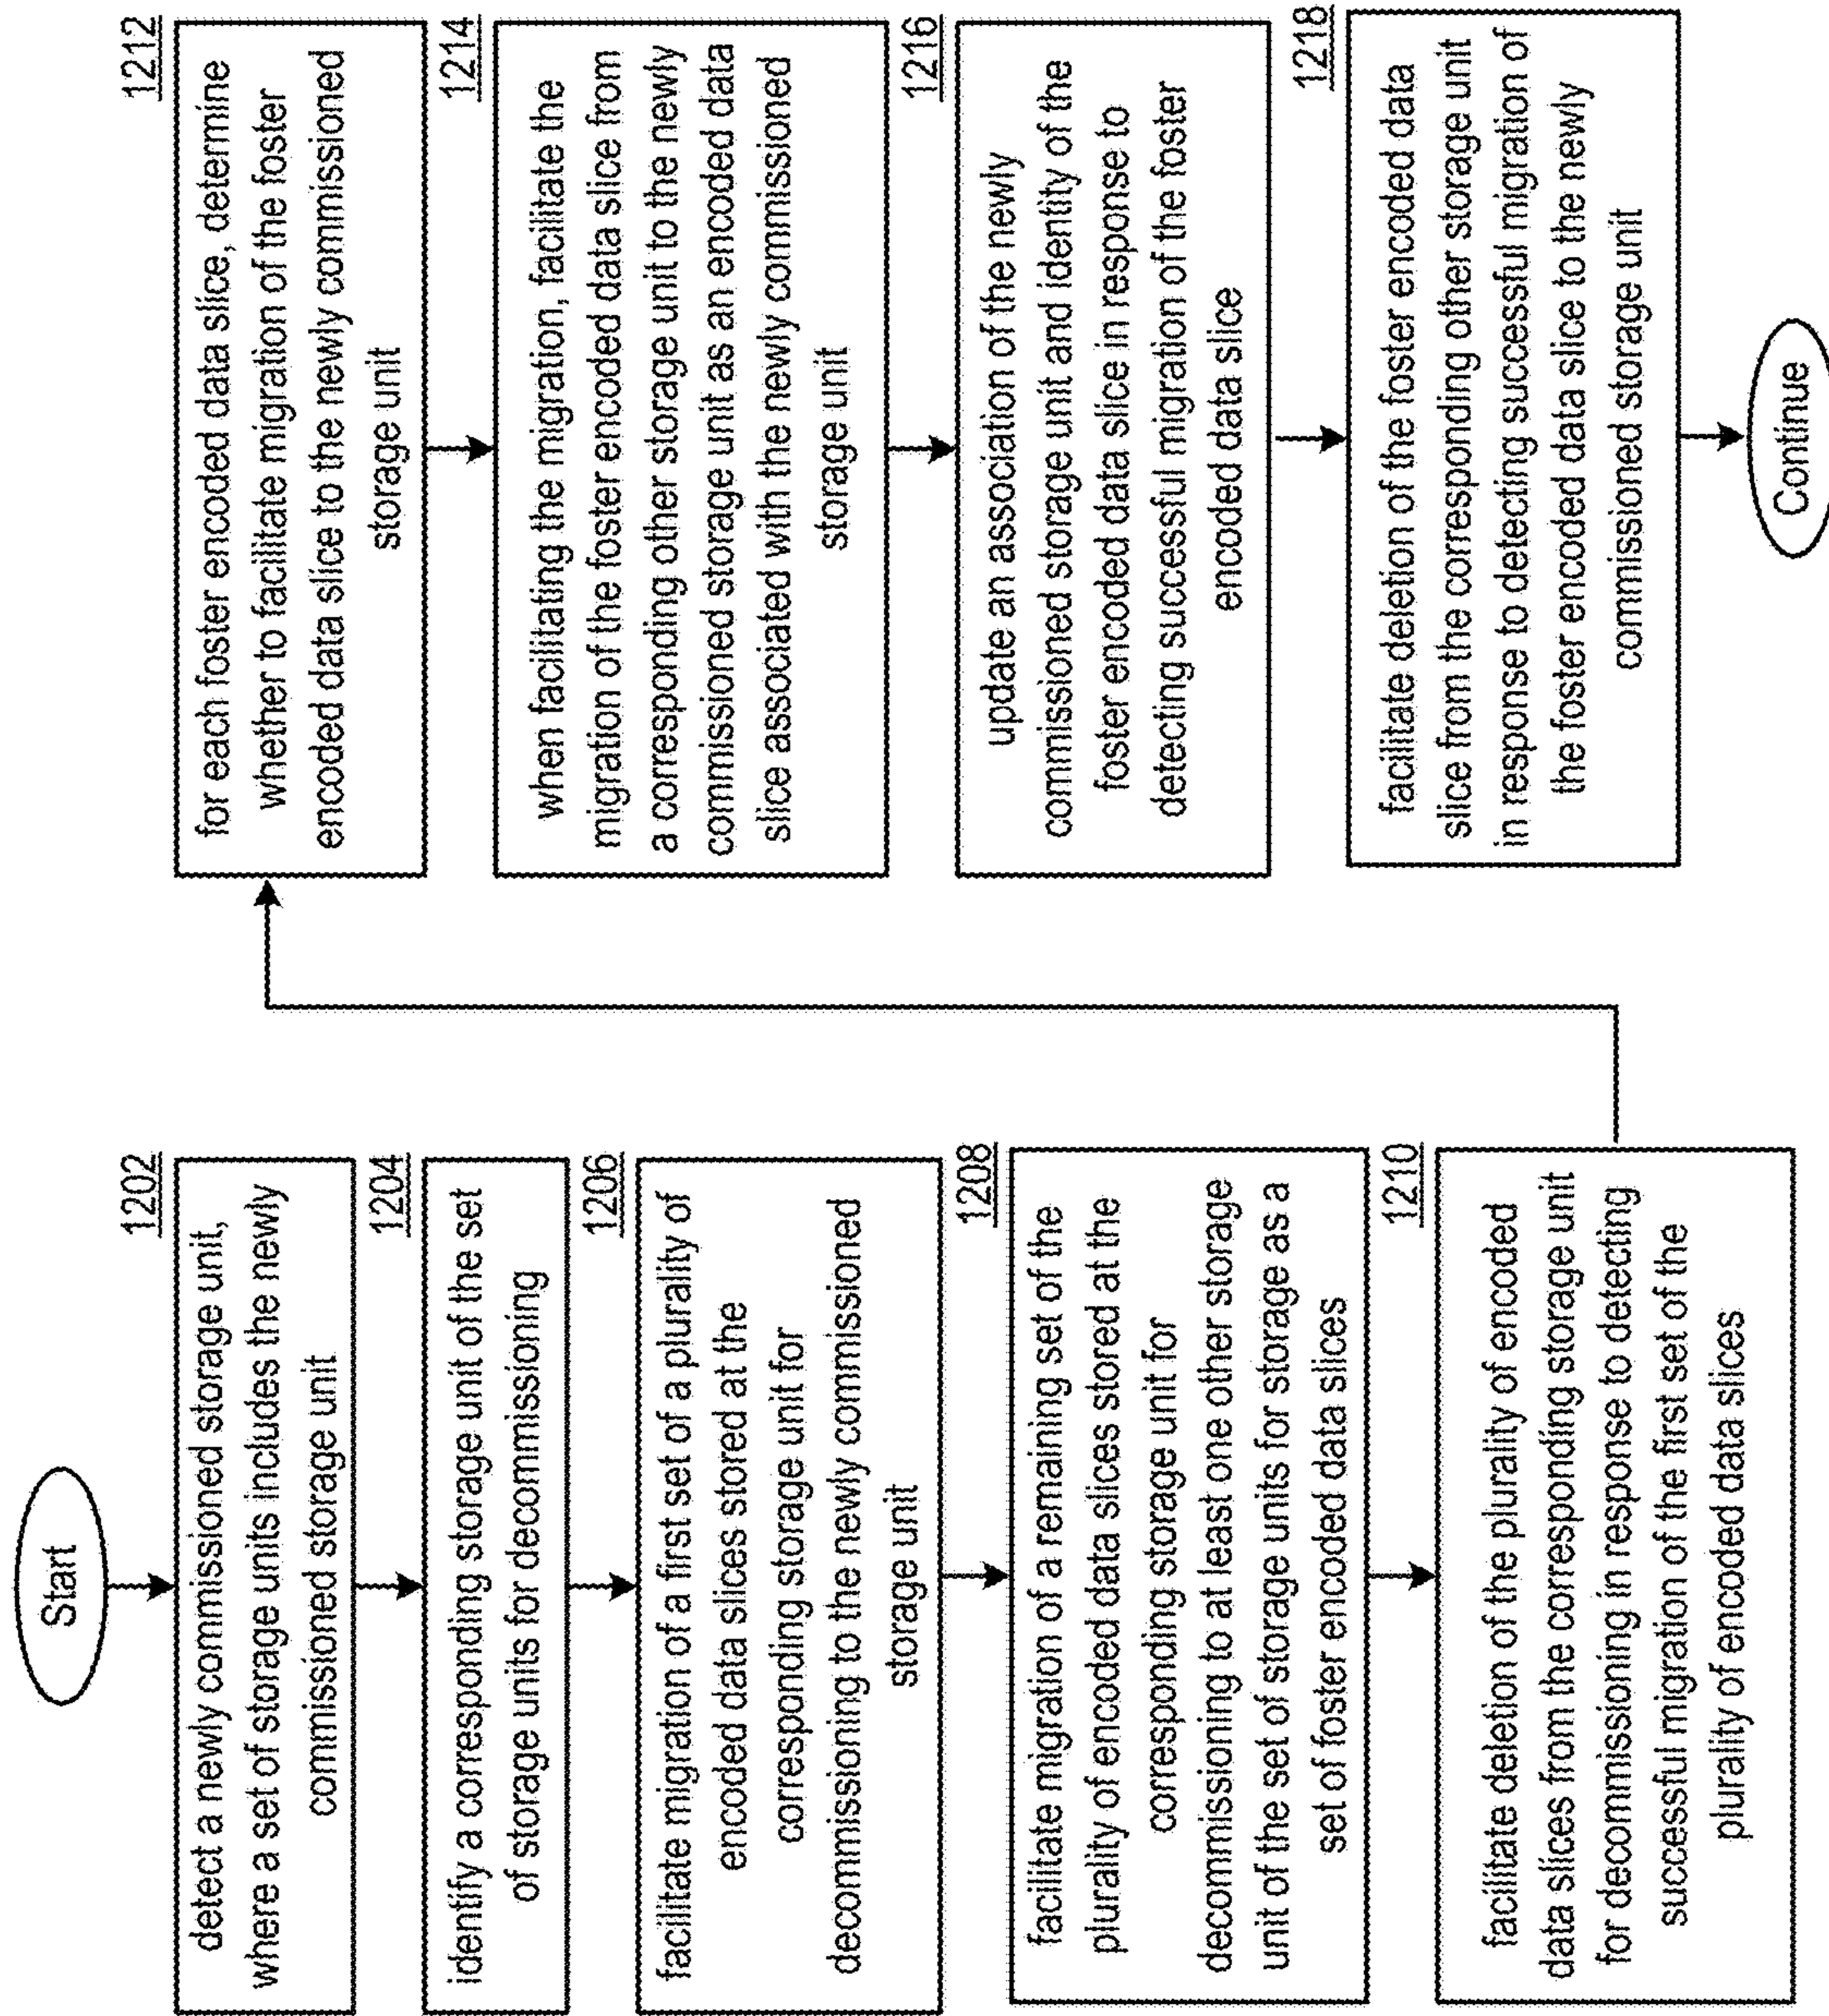 Start
1202
detect a newly commissioned storage unit,
where a set of storage units includes the newly
commissioned storage unit
1204
identify a corresponding storage unit of the set
of storage units for decommissioning
1206
facilitate migration of a first set of a plurality of
encoded data slices stored at the
corresponding storage unit for
decommissioning to the newly commissioned
storage unit
1208
facilitate migration of a remaining set of the
plurality of encoded data slices stored at the
corresponding storage unit for
decommissioning to at least one other storage
unit of the set of storage units for storage as a
set of foster encoded data slices
1210
facilitate deletion of the plurality of encoded
data slices from the corresponding storage unit
for decommissioning in response to detecting
successful migration of the first set of the
plurality of encoded data slices
1212
for each foster encoded data slice, determine
whether to facilitate migration of the foster
encoded data slice to the newly commissioned
storage unit
1214
when facilitating the migration, facilitate the
migration of the foster encoded data slice from
a corresponding other storage unit to the newly
commissioned storage unit as an encoded data
slice associated with the newly commissioned
storage unit
1216
update an association of the newly
commissioned storage unit and identity of the
foster encoded data slice in response to
detecting successful migration of the foster
encoded data slice
1218
facilitate deletion of the foster encoded data
slice from the corresponding other storage unit
in response to detecting successful migration of
the foster encoded data slice to the newly
commissioned storage unit
Continue